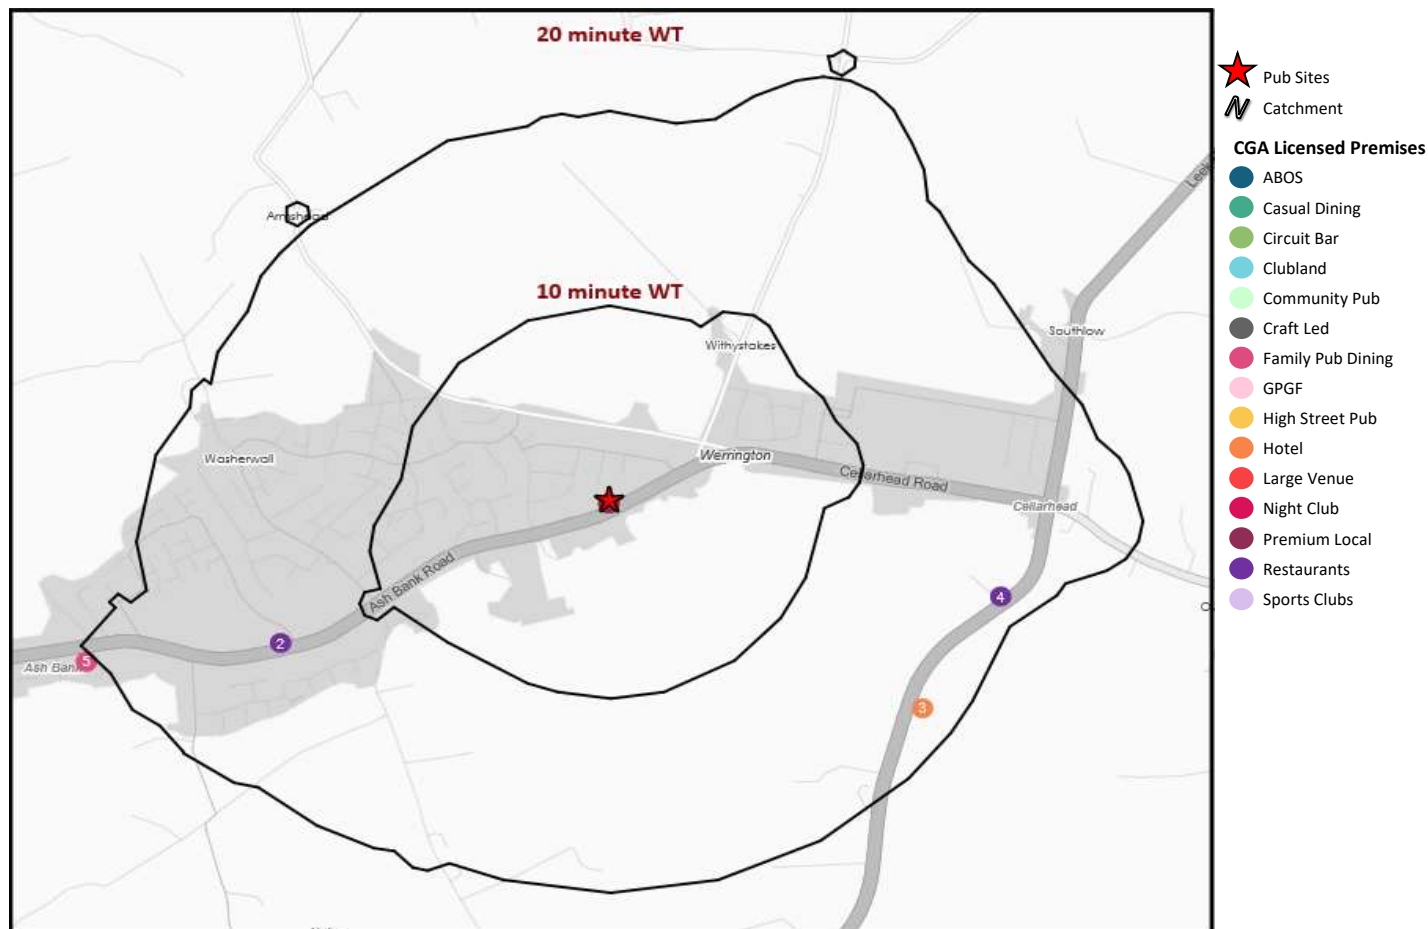 20 minute WT
Armshead
10 minute WT
Withystakes
Southlow
Leek
Washerwall
Werrington
Cellarhead Road
Cellarhead
Ash Bank Road
4
2
Ash Bank
5
3
Pub Sites
Catchment
CGA Licensed Premises
ABOS
Casual Dining
Circuit Bar
Clubland
Community Pub
Craft Led
Family Pub Dining
GPGF
High Street Pub
Hotel
Large Venue
Night Club
Premium Local
Restaurants
Sports Clubs